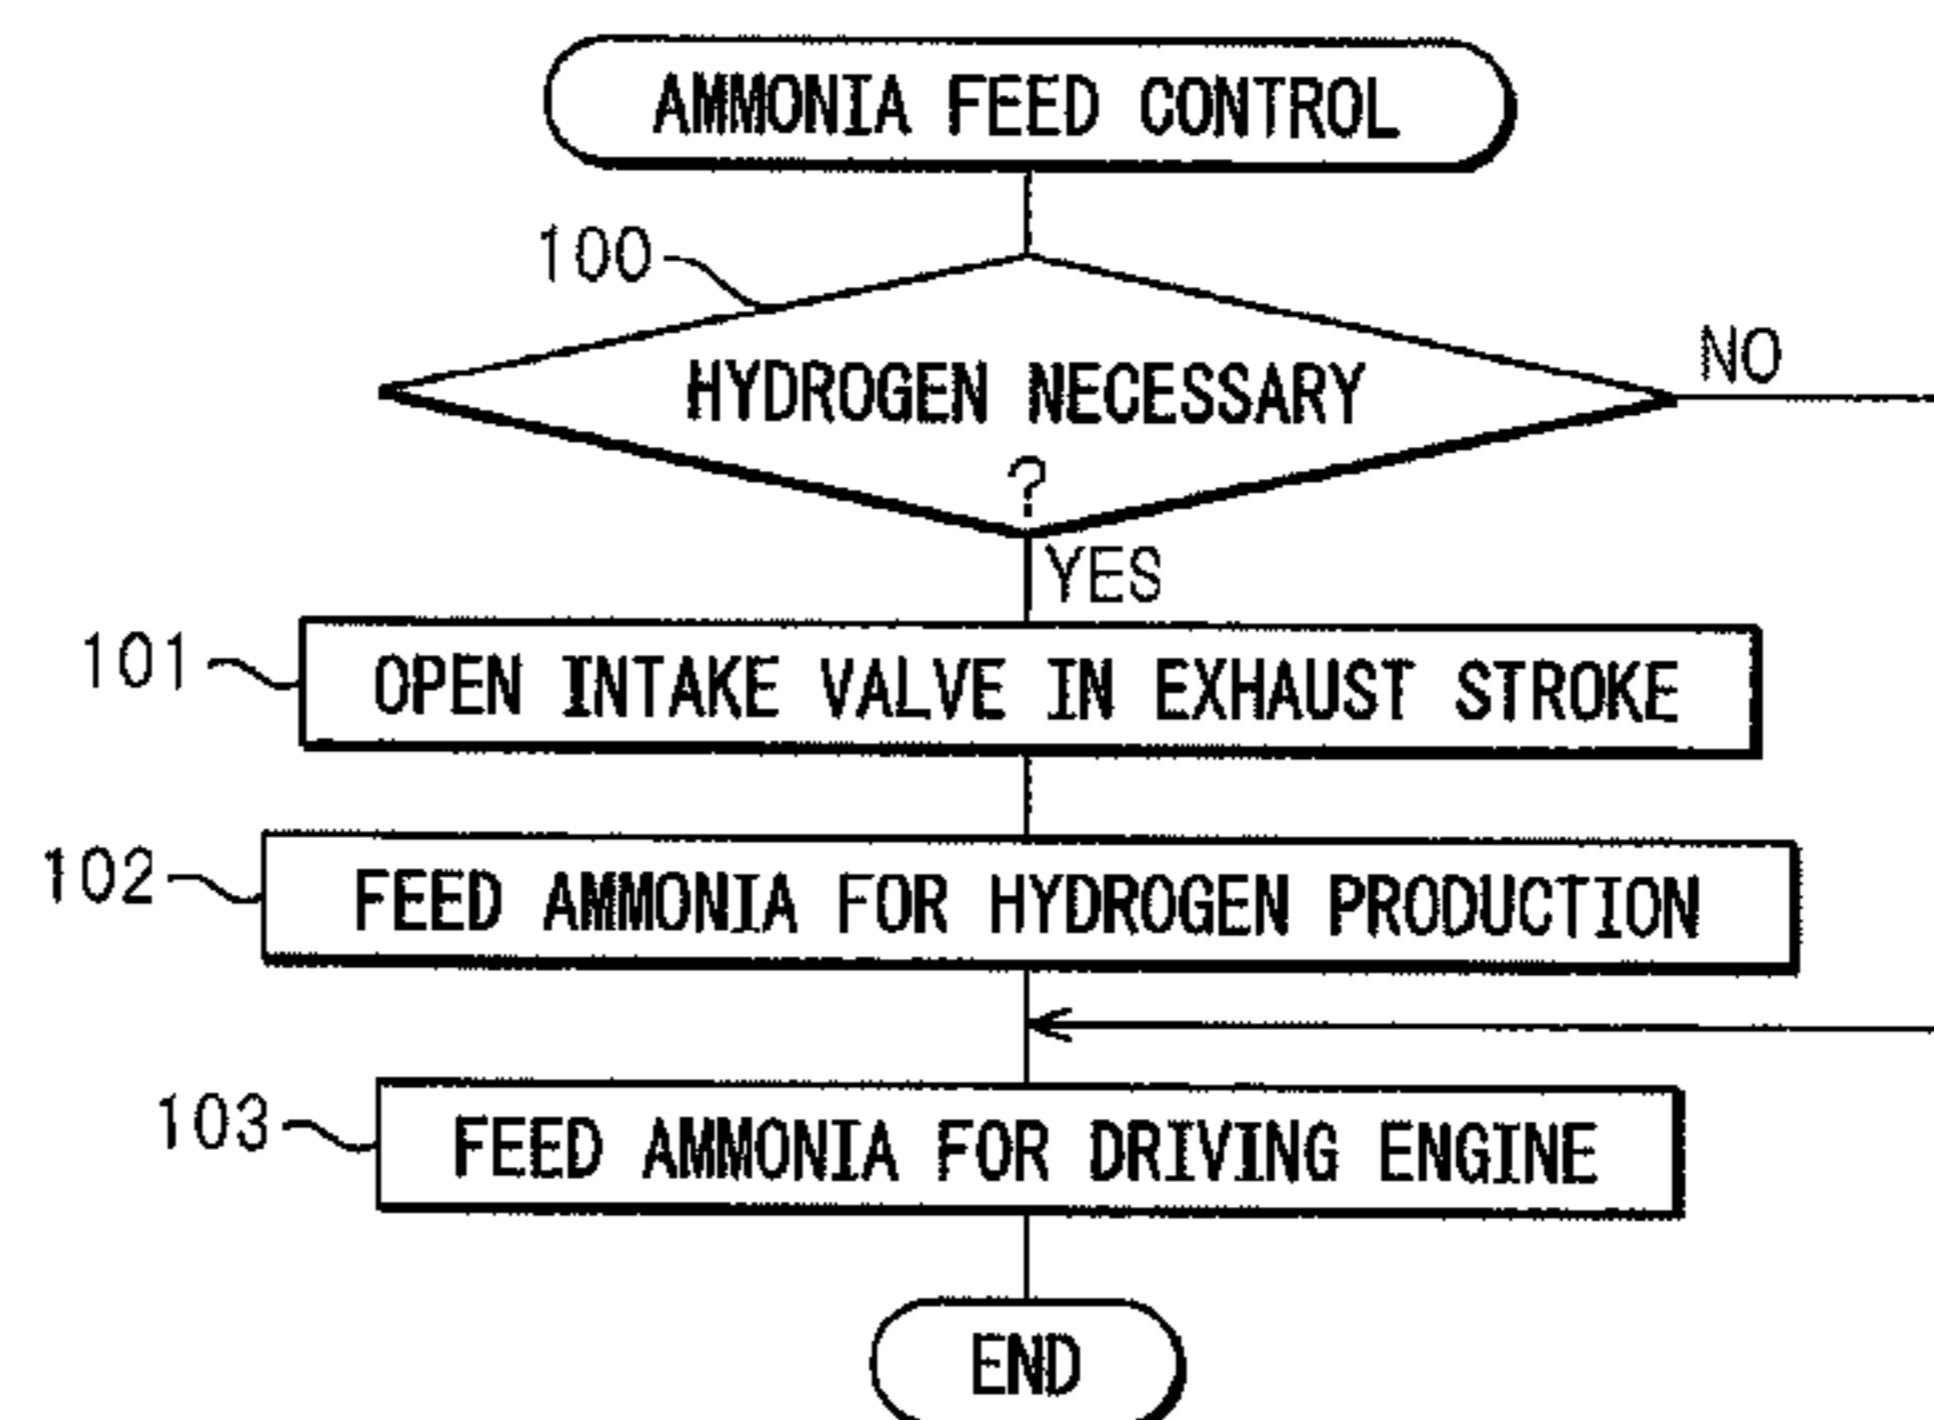 AMMONIA FEED CONTROL
100
HYDROGEN NECESSARY
?
NO
YES
101
OPEN INTAKE VALVE IN EXHAUST STROKE
102
FEED AMMONIA FOR HYDROGEN PRODUCTION
103
FEED AMMONIA FOR DRIVING ENGINE
END